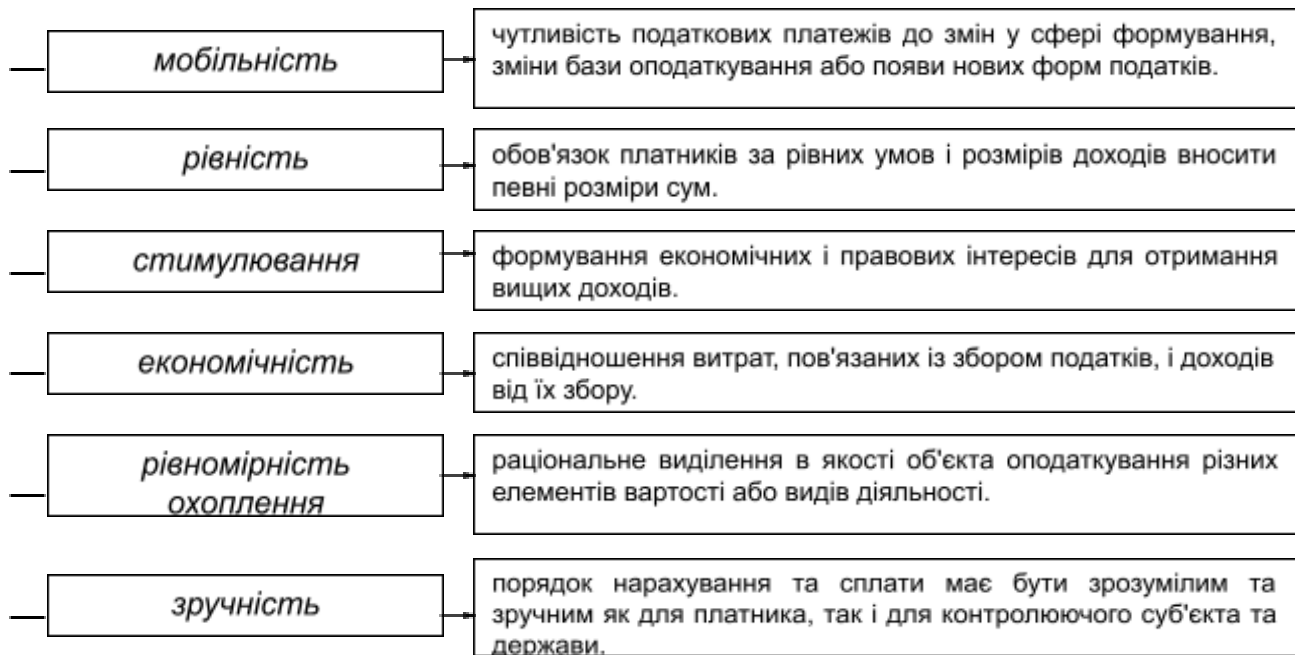 мобільність
чутливість податкових платежів до змін у сфері формування,
зміни бази оподаткування або появи нових форм податків.
рівність
обов'язок платників за рівних умов і розмірів доходів вносити
певні розміри сум.
стимулювання
формування економічних і правових інтересів для отримання
вищих доходів.
економічність
співвідношення витрат, пов'язаних із збором податків, і доходів
від їх збору.
рівномірність
охоплення
раціональне виділення в якості об'єкта оподаткування різних
елементів вартості або видів діяльності.
зручність
порядок нарахування та сплати має бути зрозумілим та
зручним як для платника, так і для контролюючого суб'єкта та
держави.